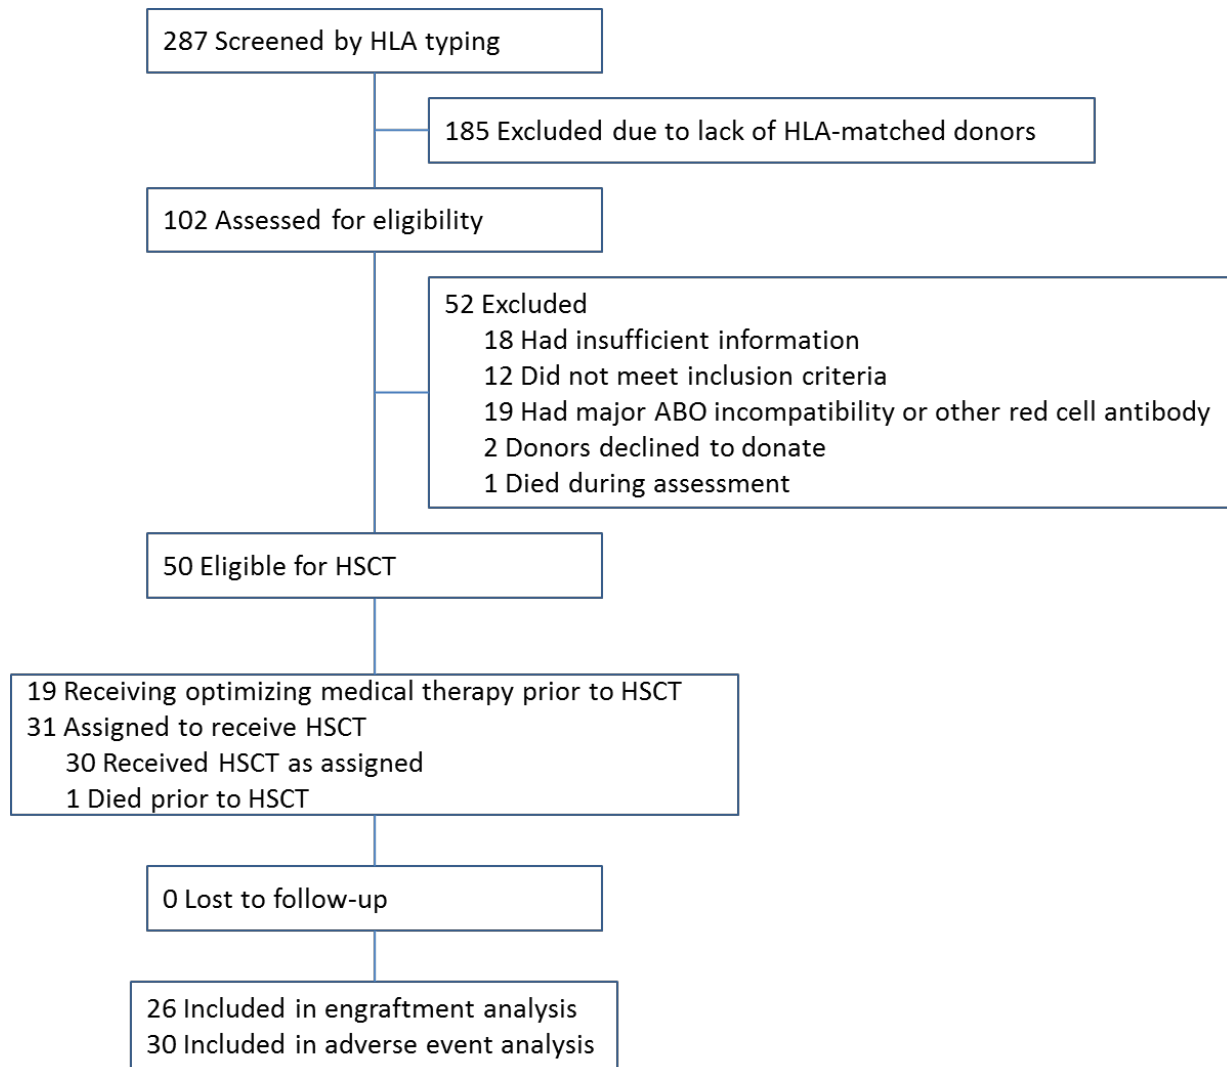 287 Screened by HLA typing
185 Excluded due to lack of HLA-matched donors
102 Assessed for eligibility
52 Excluded
18 Had insufficient information
12 Did not meet inclusion criteria
19 Had major ABO incompatibility or other red cell antibody
2 Donors declined to donate
1 Died during assessment
50 Eligible for HSCT
19 Receiving optimizing medical therapy prior to HSCT
31 Assigned to receive HSCT
30 Received HSCT as assigned
1 Died prior to HSCT
0 Lost to follow-up
26 Included in engraftment analysis
30 Included in adverse event analysis